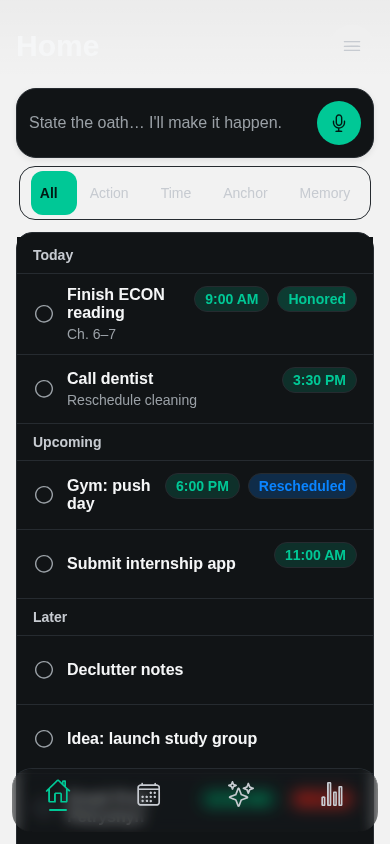 Home
State the oath… I'll make it happen.
All Action Time Anchor Memory
Today
Finish ECON reading
9:00 AM Honored
Ch. 6–7
Call dentist
3:30 PM
Reschedule cleaning
Upcoming
Gym: push day
6:00 PM Rescheduled
Submit internship app
11:00 AM
Later
Declutter notes
Idea: launch study group